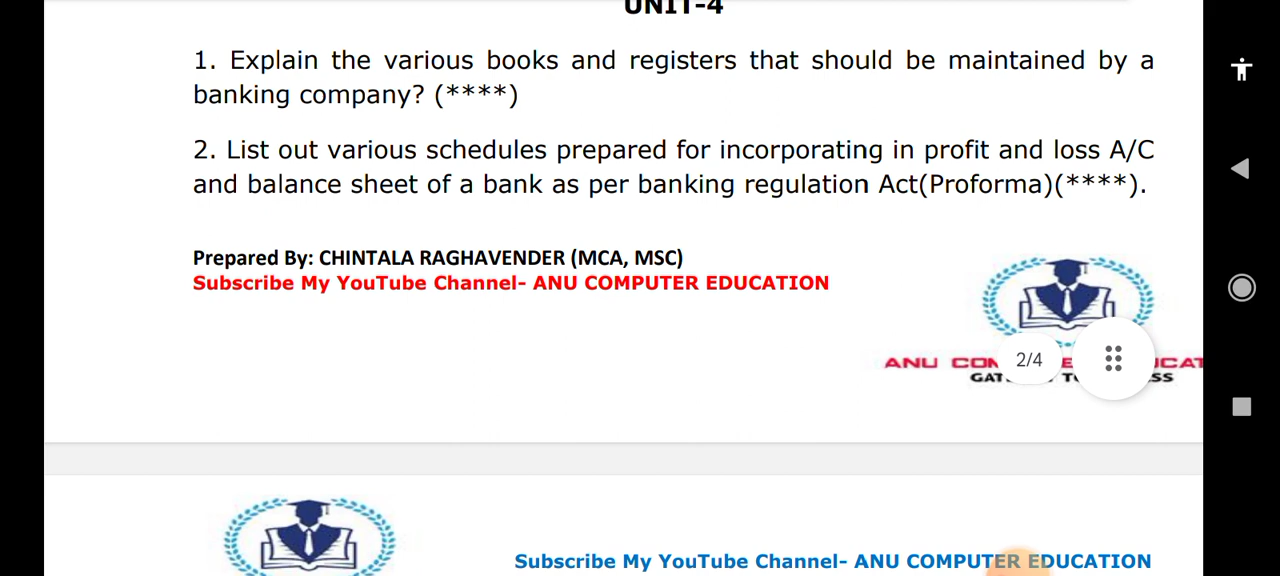 UNIT-4
1. Explain the various books and registers that should be maintained by a
banking company? (****)
2. List out various schedules prepared for incorporating in profit and loss A/C
and balance sheet of a bank as per banking regulation Act(Proforma)(****).
Prepared By: CHINTALA RAGHAVENDER (MCA, MSC)
Subscribe My YouTube Channel- ANU COMPUTER EDUCATION
ANU
2/4
Subscribe My YouTube Channel- ANU COMPUTER EDUCATION